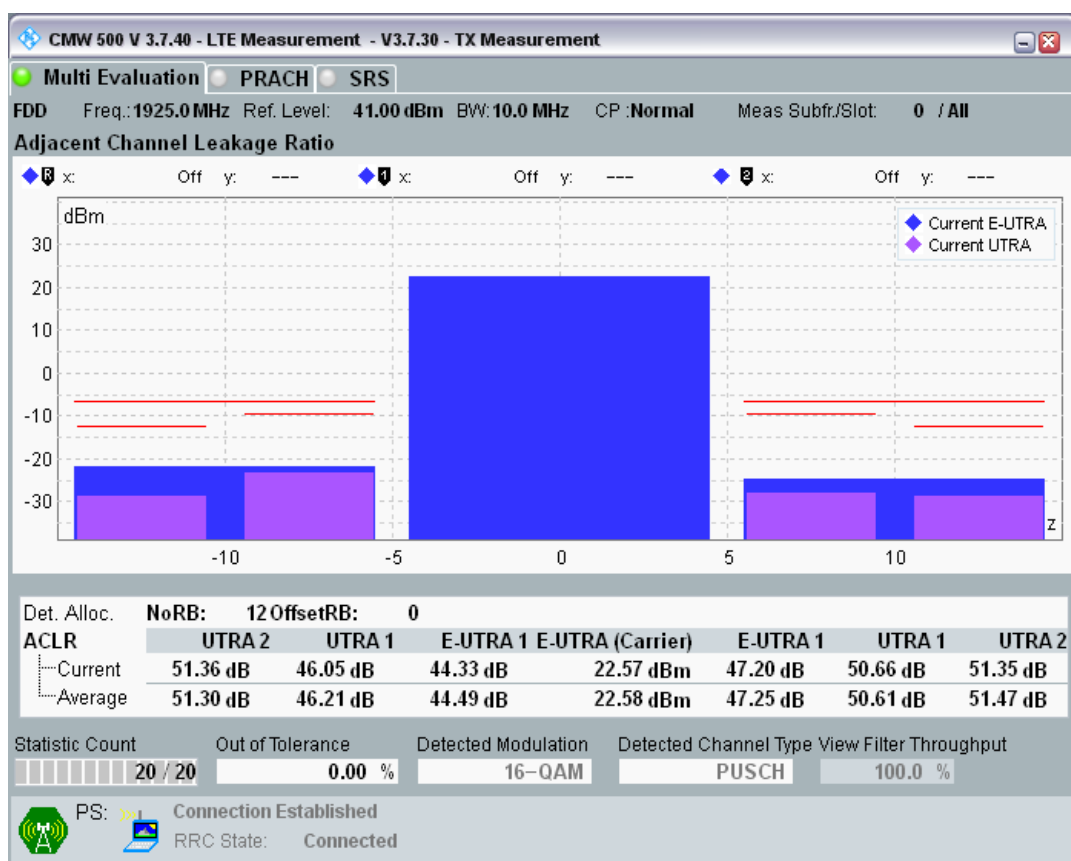 CMW 500 V 3.7.40 - LTE Measurement - V3.7.30 - TX Measurement
Multi Evaluation PRACH SRS
FDD Freq.: 1925.0 MHz Ref. Level: 41.00 dBm BW: 10.0 MHz CP :Normal Meas Subfr./Slot: 0 / All
Adjacent Channel Leakage Ratio
R x: Off y: --- 1 x: Off y: --- 2 x: Off y: ---
dBm
Current E-UTRA
Current UTRA
30
20
10
0
-10
-20
-30
z
-10 -5 0 5 10
Det. Alloc. NoRB: 12 OffsetRB: 0
ACLR UTRA 2 UTRA 1 E-UTRA 1 E-UTRA (Carrier) E-UTRA 1 UTRA 1 UTRA 2
Current 51.36 dB 46.05 dB 44.33 dB 22.57 dBm 47.20 dB 50.66 dB 51.35 dB
Average 51.30 dB 46.21 dB 44.49 dB 22.58 dBm 47.25 dB 50.61 dB 51.47 dB
Statistic Count Out of Tolerance Detected Modulation Detected Channel Type View Filter Throughput
20 / 20 0.00 % 16-QAM PUSCH 100.0 %
PS: Connection Established
RRC State: Connected